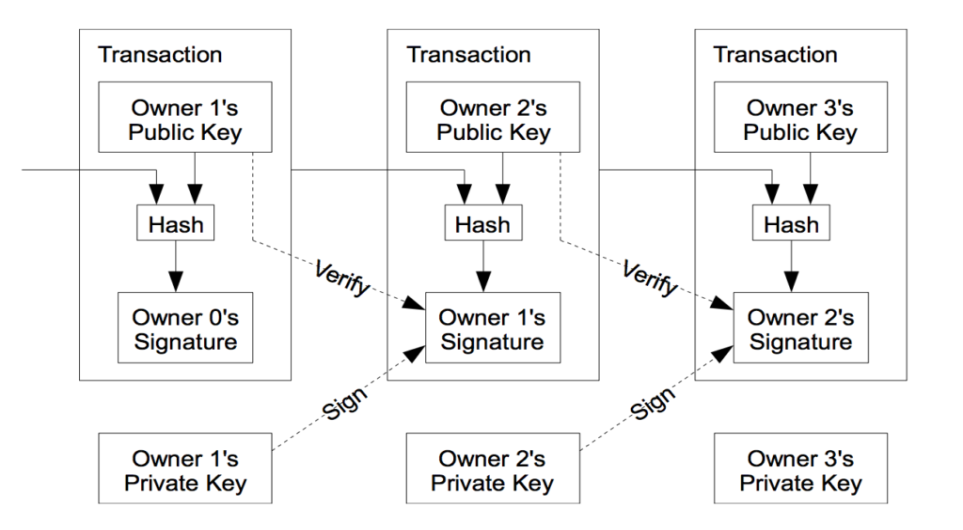 Transaction
Owner 1's
Public Key
Hash
Verify
Owner 0's
Signature
Transaction
Owner 2's
Public Key
Hash
Verify
Owner 1's
Signature
Sign
Transaction
Owner 3's
Public Key
Hash
Owner 2's
Signature
Sign
Owner 1's
Private Key
Owner 2's
Private Key
Owner 3's
Private Key